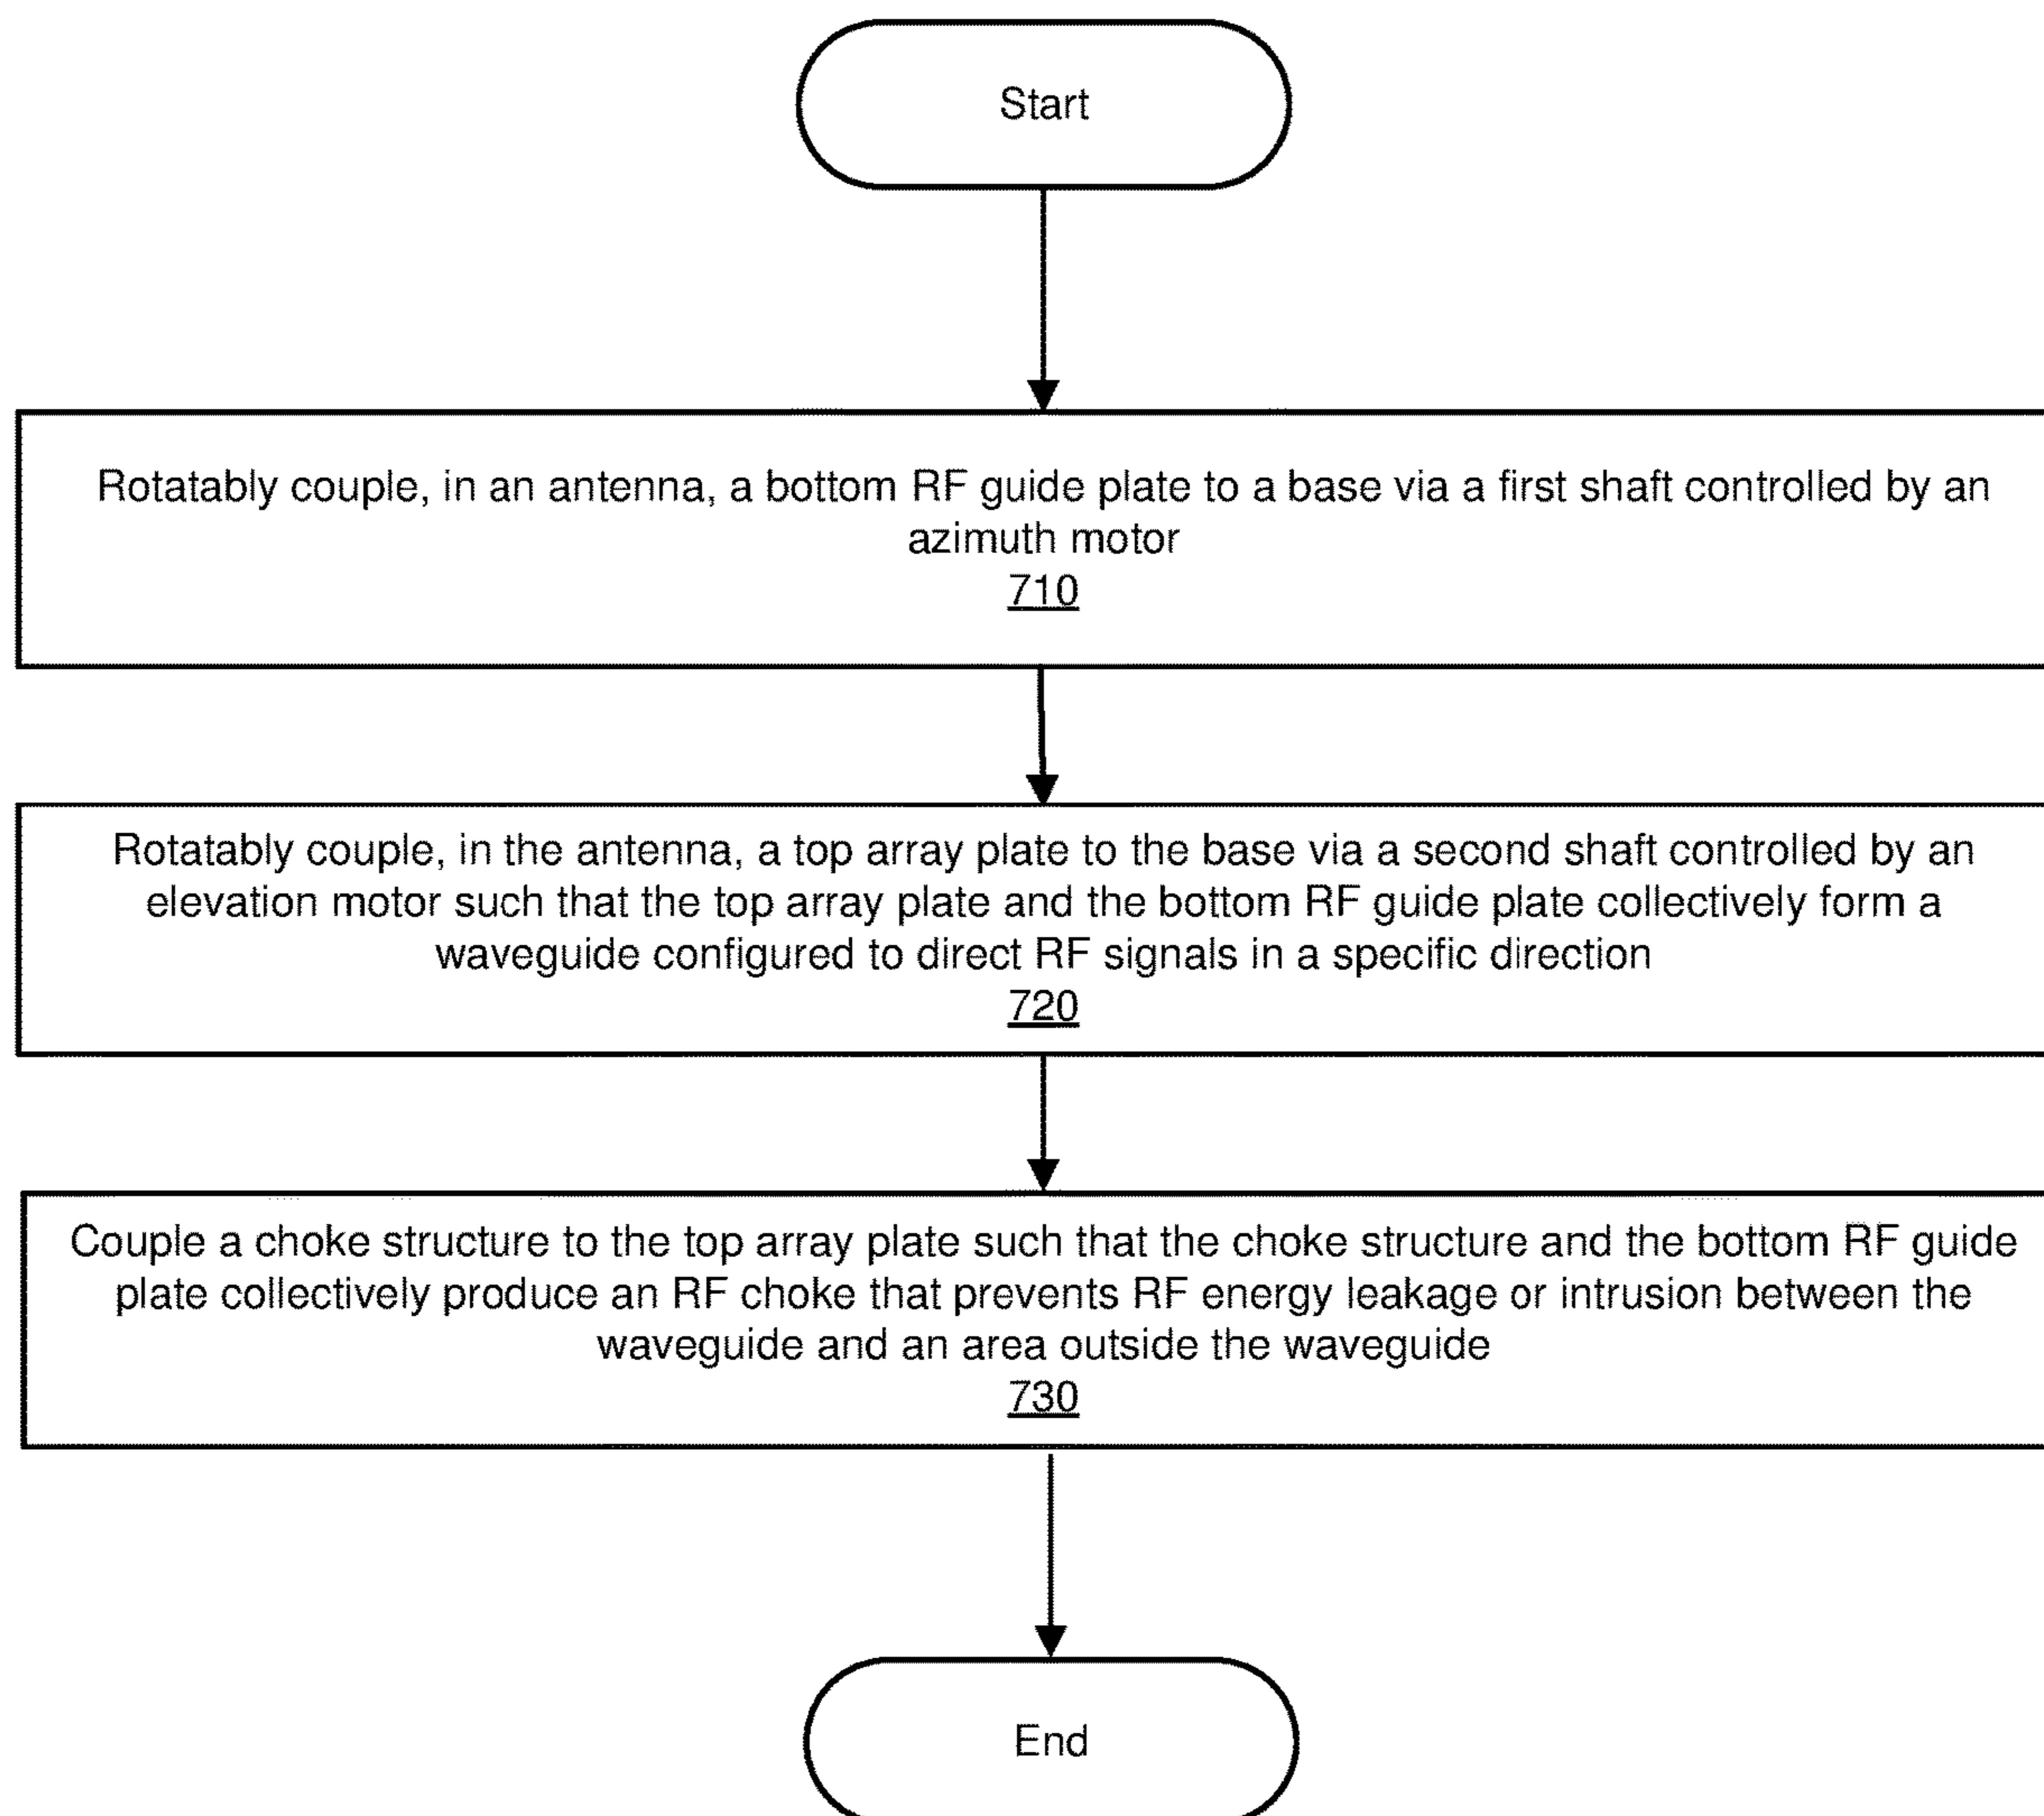 Start
Rotatably couple, in an antenna, a bottom RF guide plate to a base via a first shaft controlled by an
azimuth motor
710
Rotatably couple, in the antenna, a top array plate to the base via a second shaft controlled by an
elevation motor such that the top array plate and the bottom RF guide plate collectively form a
waveguide configured to direct RF signals in a specific direction
720
Couple a choke structure to the top array plate such that the choke structure and the bottom RF guide
plate collectively produce an RF choke that prevents RF energy leakage or intrusion between the
waveguide and an area outside the waveguide
730
End